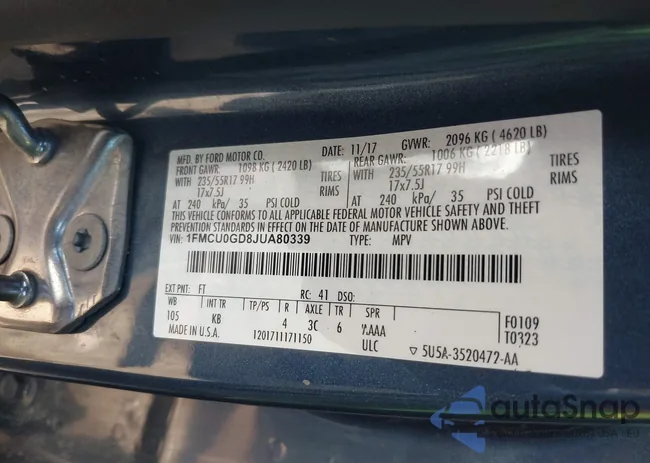 MFD. BY FORD MOTOR CO. DATE: 11/17 GVWR: 2096 KG ( 4620 LB)
FRONT GAWR: 1098 KG ( 2420 LB) REAR GAWR: 1006 KG ( 2218 LB)
WITH 235/55R17 99H TIRES WITH 235/55R17 99H TIRES
17x7.5J RIMS 17x7.5J RIMS
AT 240 kPa/ 35 PSI COLD AT 240 kPa/ 35 PSI COLD
THIS VEHICLE CONFORMS TO ALL APPLICABLE FEDERAL MOTOR VEHICLE SAFETY AND THEFT
PREVENTION STANDARDS IN EFFECT ON THE DATE OF MANUFACTURE SHOWN ABOVE.
VIN: 1FMCU0GD8JUA80339 TYPE: MPV
EXT PNT: FT RC: 41 DSO:
WB INT TR TP/PS R AXLE TR SPR
105 KB 4 3C 6 YAAA F0109
MADE IN U.S.A. 1201711171150 ULC T0323
5U5A-3520472-AA
autoSnap